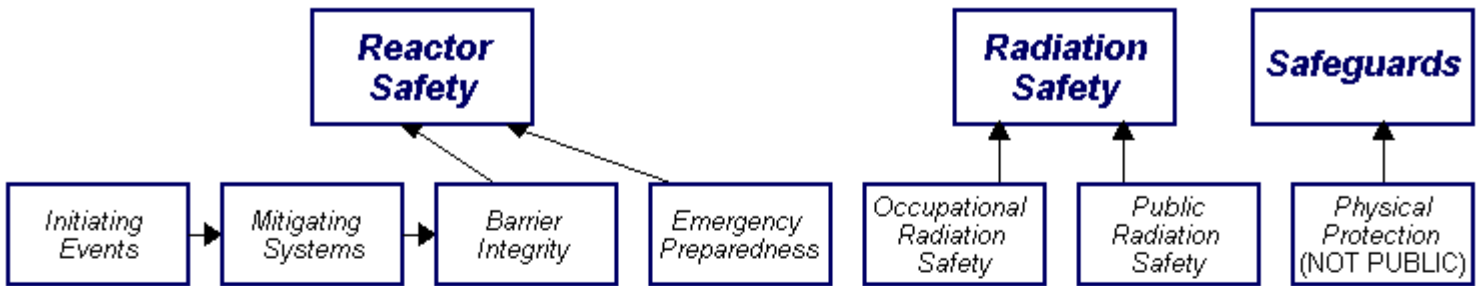 Reactor
Safety
Radiation
Safety
Safeguards
Initiating
Events
Mitigating
Systems
Barrier
Integrity
Emergency
Preparedness
Occupational
Radiation
Safety
Public
Radiation
Safety
Physical
Protection
(NOT PUBLIC)